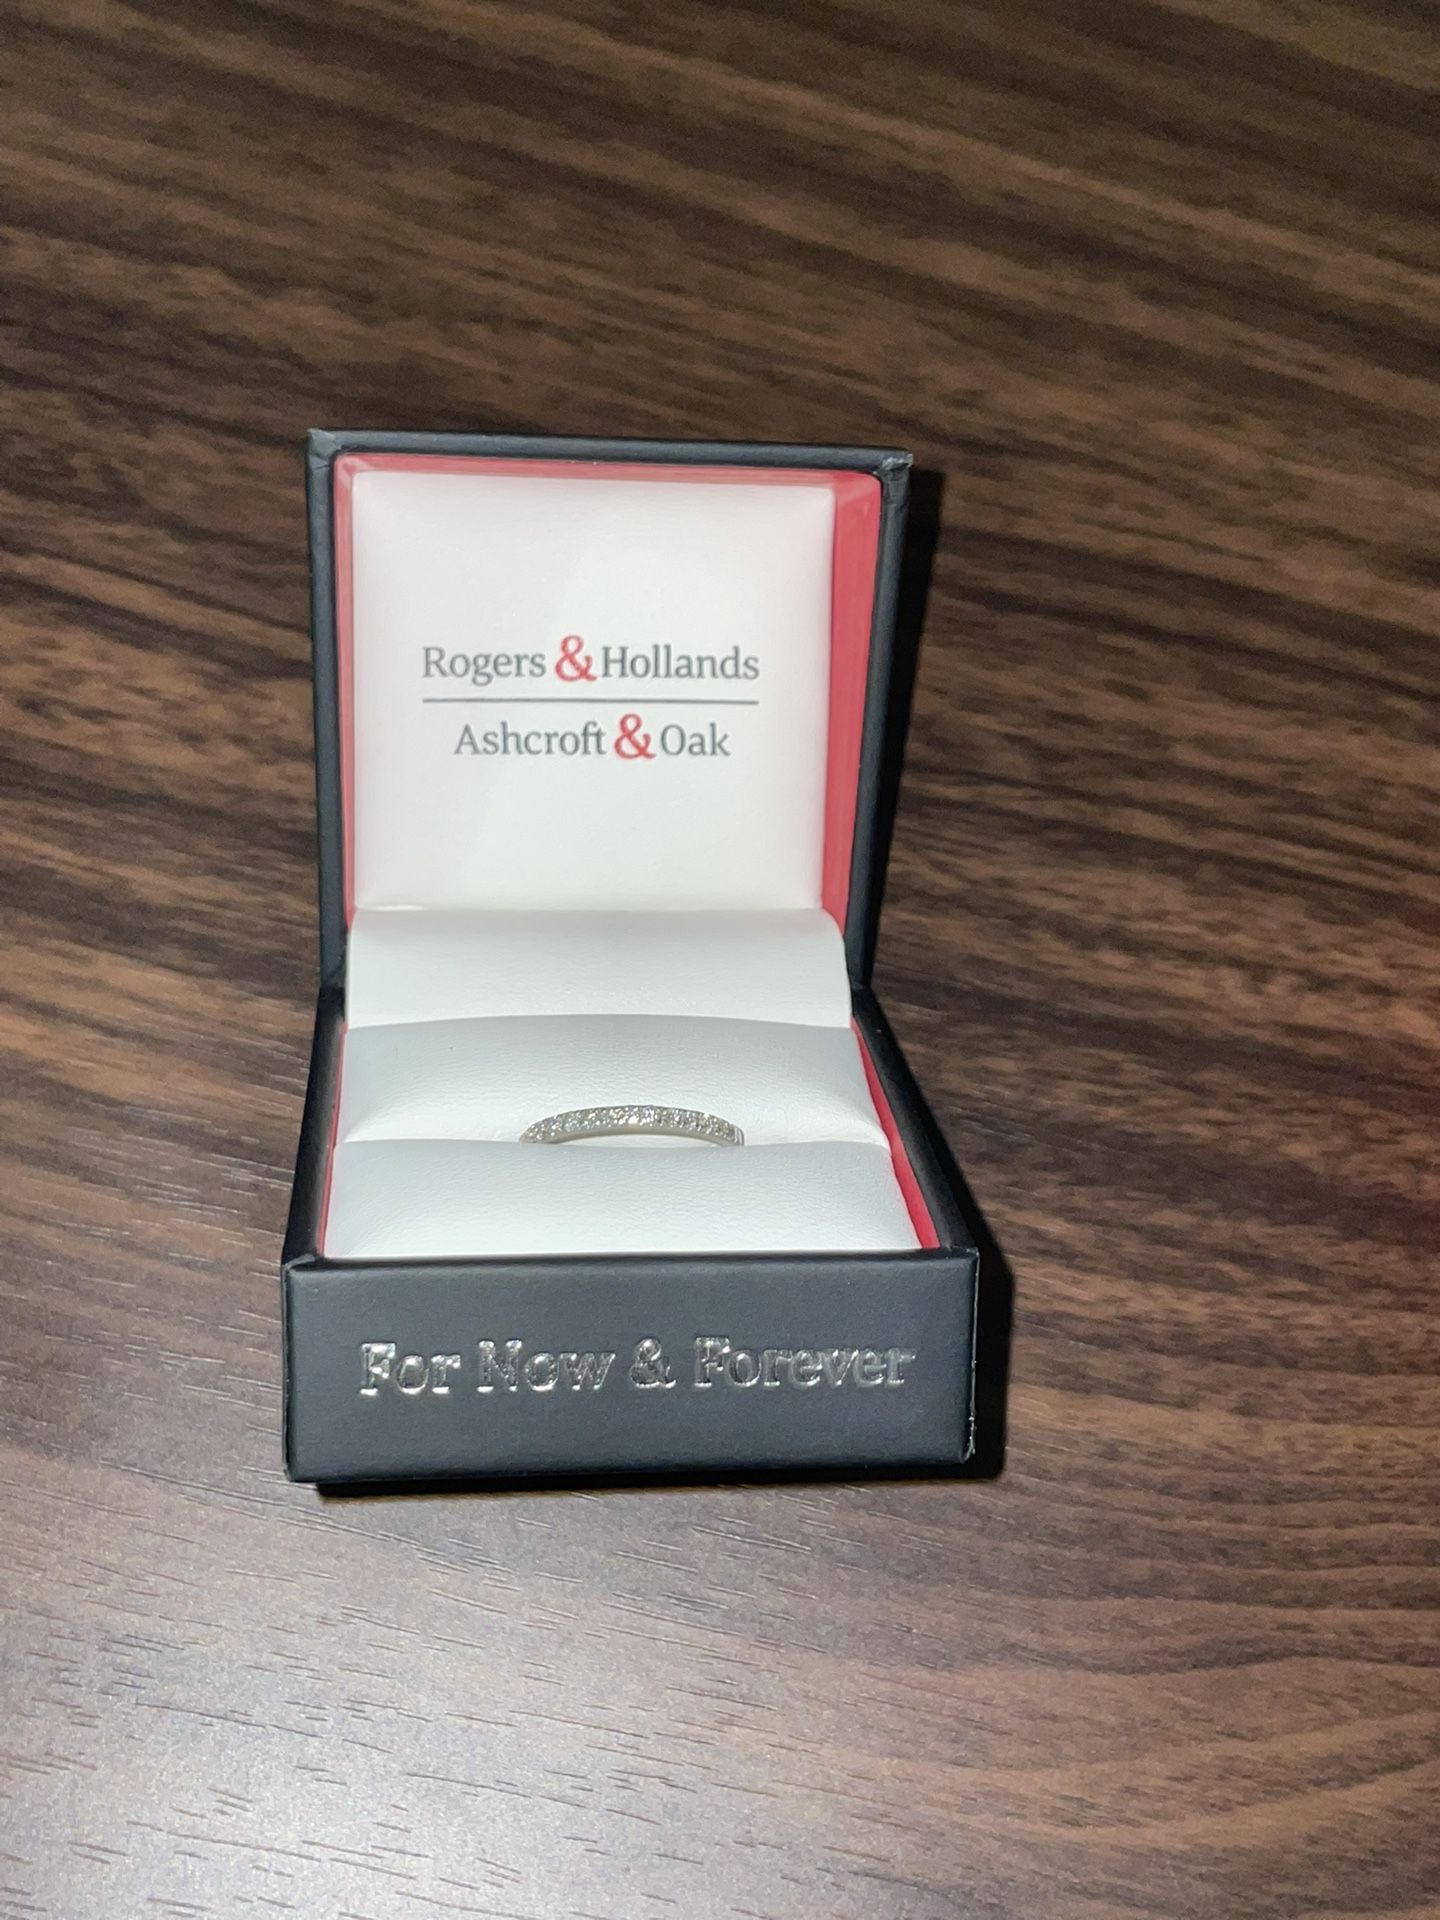 Rogers & Hollands
Ashcroft & Oak
For Now & Forever